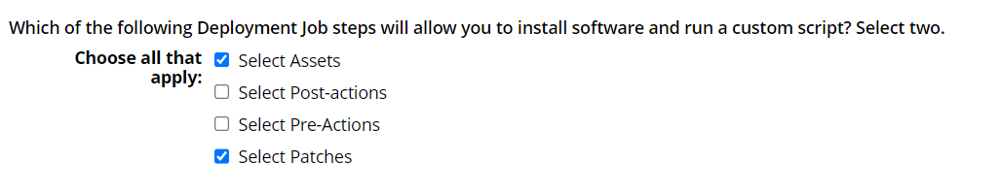 Which of the following Deployment Job steps will allow you to install software and run a custom script? Select two.
Choose all that apply:
Select Assets
Select Post-actions
Select Pre-Actions
Select Patches